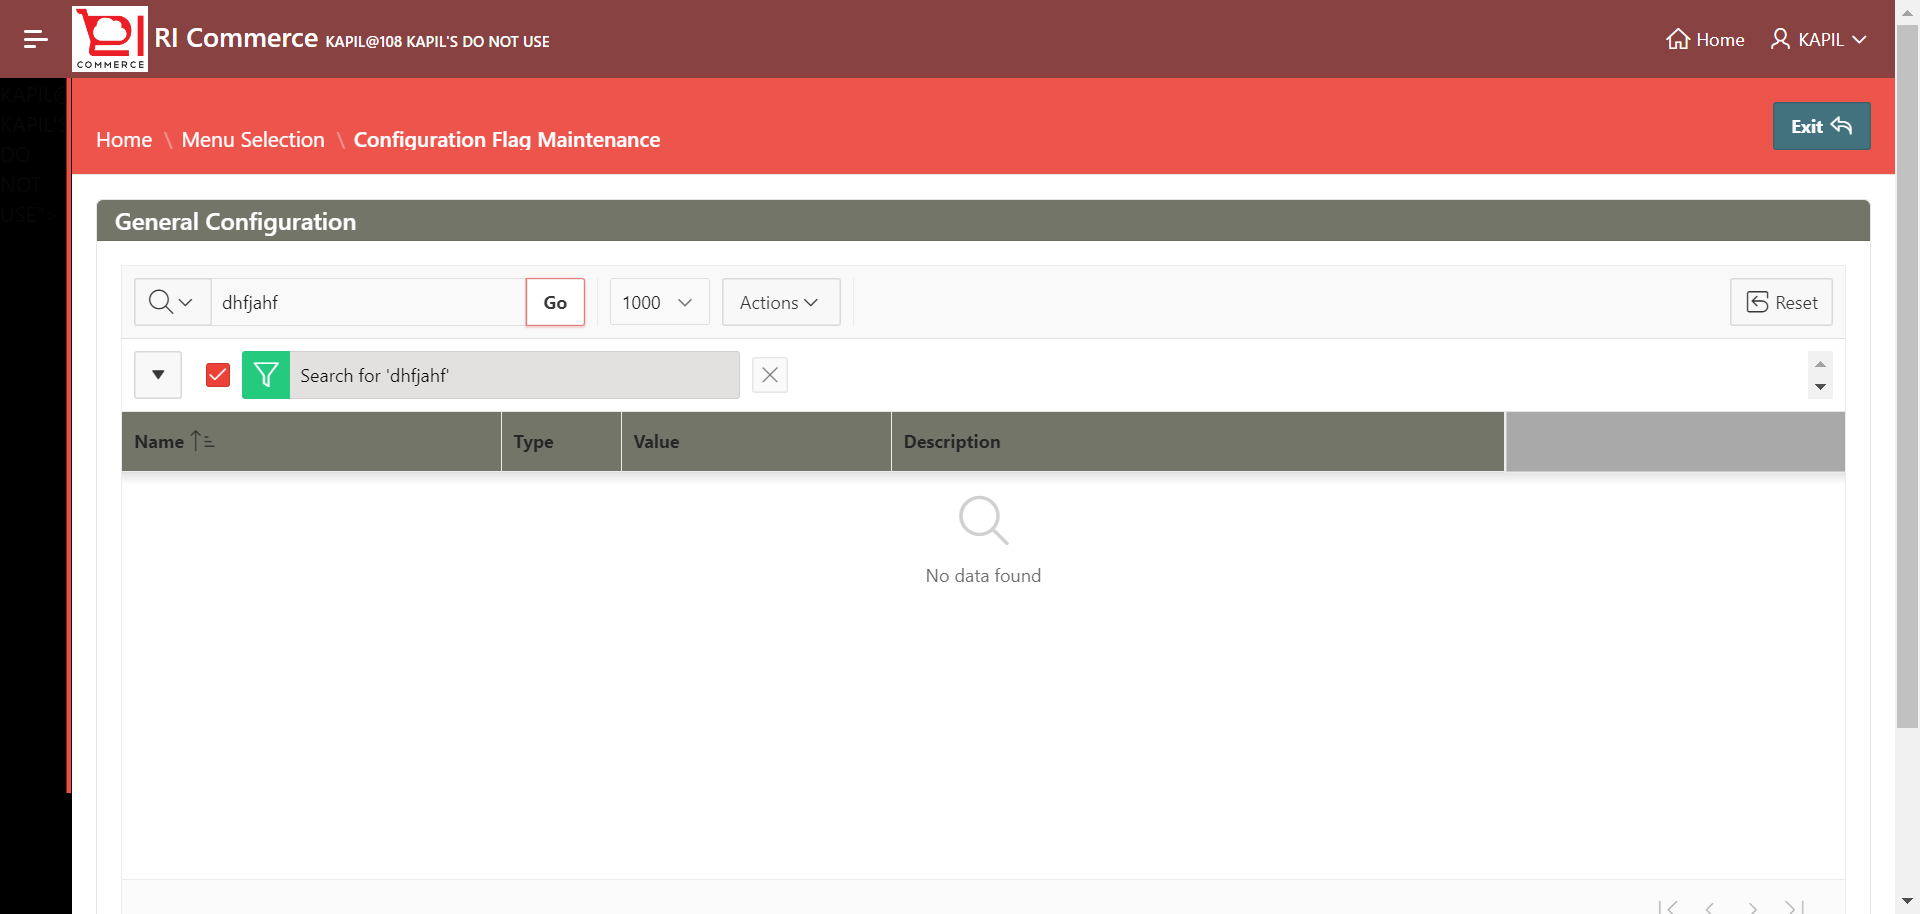 COMMERCE
RI Commerce KAPIL@108 KAPIL'S DO NOT USE
Home
KAPIL
KAPIL@
KAPIL'S
DO
NOT
USE
Home \ Menu Selection \ Configuration Flag Maintenance
Exit
General Configuration
dhfjahf
Go
1000
Actions
Reset
Search for 'dhfjahf'
Name
Type
Value
Description
No data found